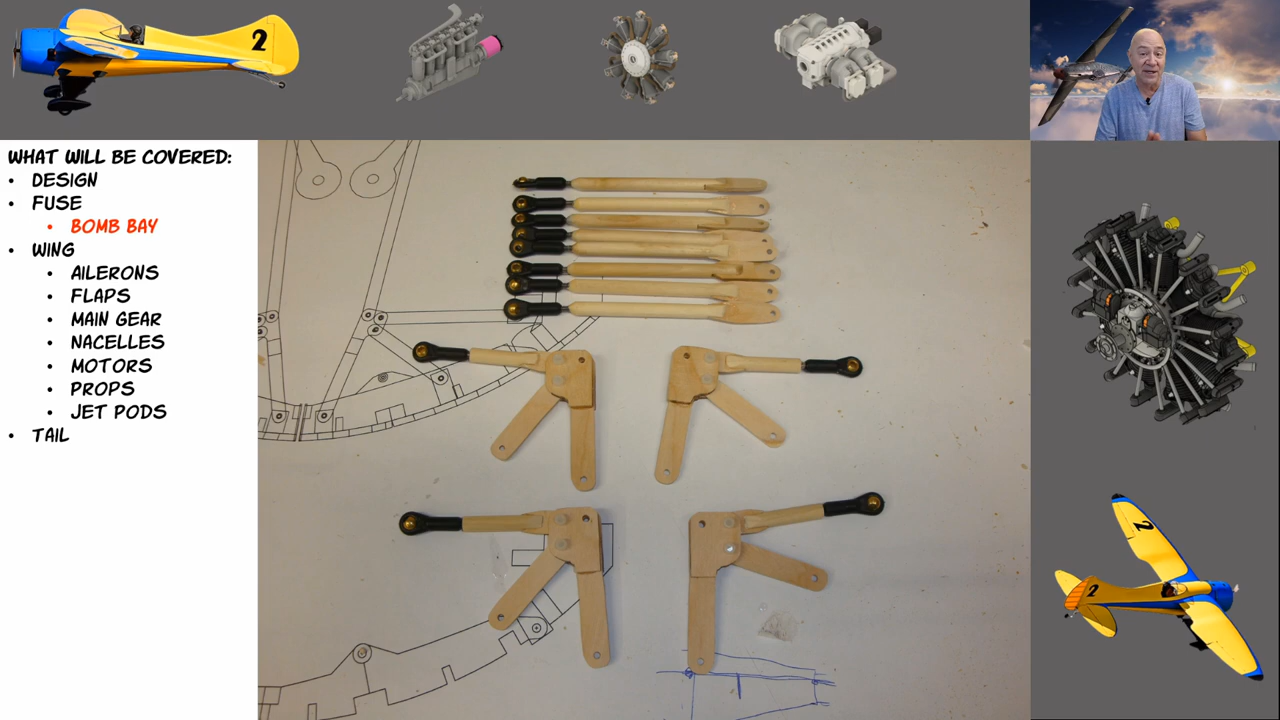 2
WHAT WILL BE COVERED:
• DESIGN
• FUSE
• BOMB BAY
• WING
• AILERONS
• FLAPS
• MAIN GEAR
• NACELLES
• MOTORS
• PROPS
• JET PODS
• TAIL
2
2